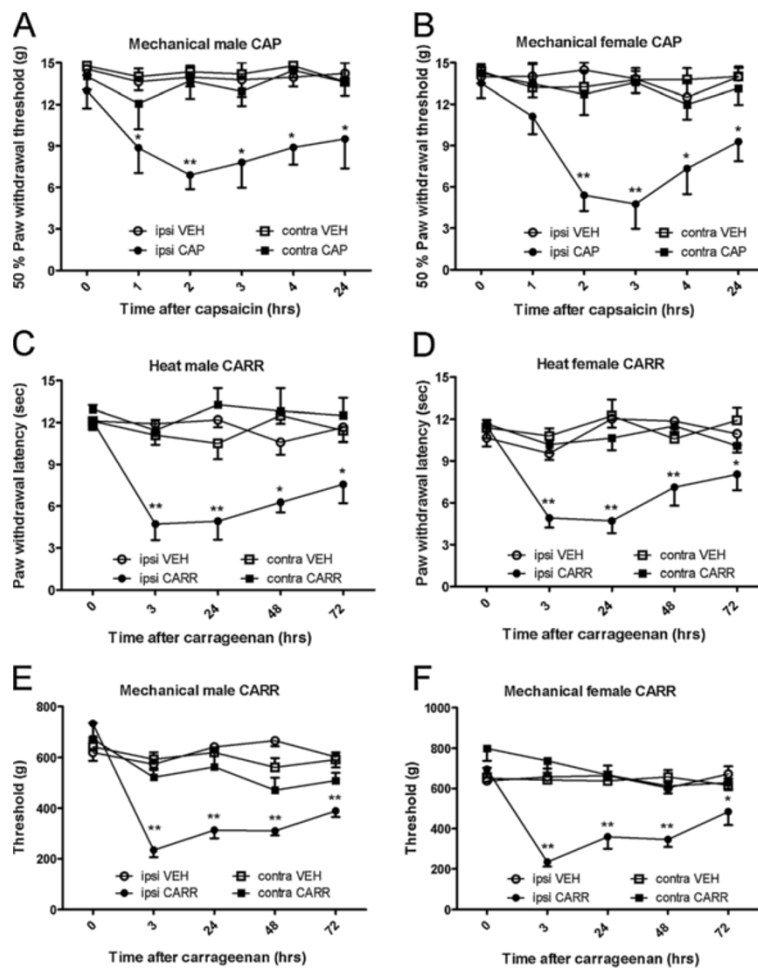 A
Mechanical male CAP
50 % Paw withdrawal threshold (g)
15
12
9
6
3
0
*
**
*
*
*
ipsi VEH
contra VEH
ipsi CAP
contra CAP
0
1
2
3
4
24
Time after capsaicin (hrs)
B
Mechanical female CAP
50 % Paw withdrawal threshold (g)
15
12
9
6
3
0
**
**
*
*
ipsi VEH
contra VEH
ipsi CAP
contra CAP
0
1
2
3
4
24
Time after capsaicin (hrs)
C
Heat male CARR
Paw withdrawal latency (sec)
15
12
9
6
3
0
**
**
*
*
ipsi VEH
contra VEH
ipsi CARR
contra CARR
0
3
24
48
72
Time after carrageenan (hrs)
D
Heat female CARR
Paw withdrawal latency (sec)
15
12
9
6
3
0
**
**
**
*
ipsi VEH
contra VEH
ipsi CARR
contra CARR
0
3
24
48
72
Time after carrageenan (hrs)
E
Mechanical male CARR
Threshold (g)
800
600
400
200
0
**
**
**
**
ipsi VEH
contra VEH
ipsi CARR
contra CARR
0
3
24
48
72
Time after carrageenan (hrs)
F
Mechanical female CARR
Threshold (g)
1000
800
600
400
200
0
**
**
**
*
ipsi VEH
contra VEH
ipsi CARR
contra CARR
0
3
24
48
72
Time after carrageenan (hrs)